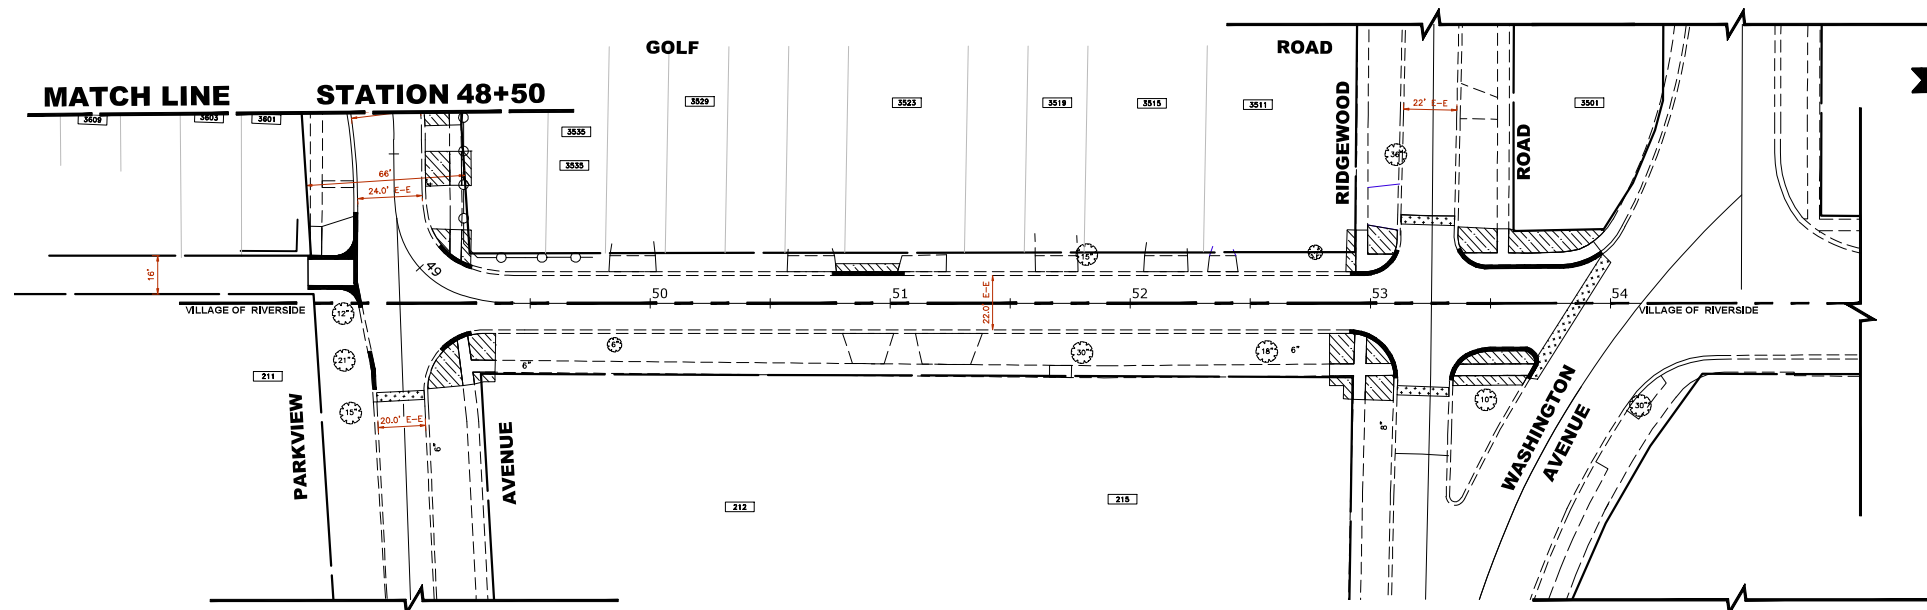 GOLF ROAD
MATCH LINE STATION 48+50
3609 3603 3601
3535
3535
3529
3523
3519
3515
3511
3501
RIDGEWOOD
ROAD
22' E-E
36"
66'
24.0' E-E
16'
49
15"
50 51 52 53 54
22.0' E-E
VILLAGE OF RIVERSIDE
VILLAGE OF RIVERSIDE
12"
21"
15"
6"
30"
18"
6"
6"
10"
30"
211
20.0' E-E
6"
8"
PARKVIEW
AVENUE
WASHINGTON
AVENUE
212
215